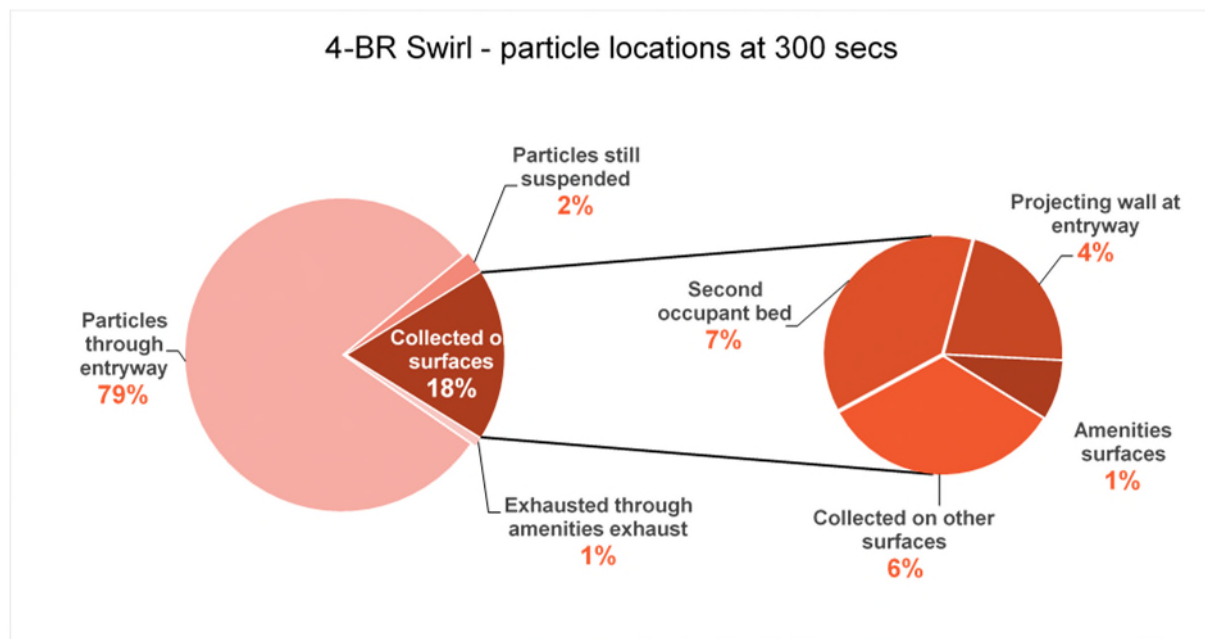 4-BR Swirl - particle locations at 300 secs
Particles still
suspended
2%
Particles
through
entryway
79%
Collected o
surfaces
18%
Exhausted through
amenities exhaust
1%
Projecting wall at
entryway
4%
Second
occupant bed
7%
Amenities
surfaces
1%
Collected on other
surfaces
6%